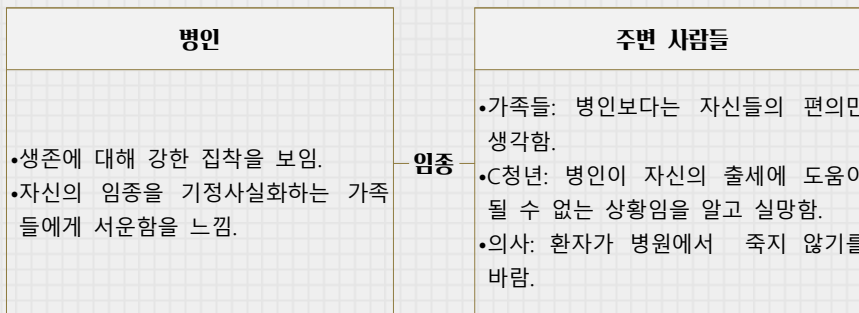 병인
•생존에 대해 강한 집착을 보임.
•자신의 임종을 기정사실화하는 가족
들에게 서운함을 느낌.
임종
주변 사람들
•가족들: 병인보다는 자신들의 편의만
생각함.
•C청년: 병인이 자신의 출세에 도움이
될 수 없는 상황임을 알고 실망함.
•의사: 환자가 병원에서 죽지 않기를
바람.